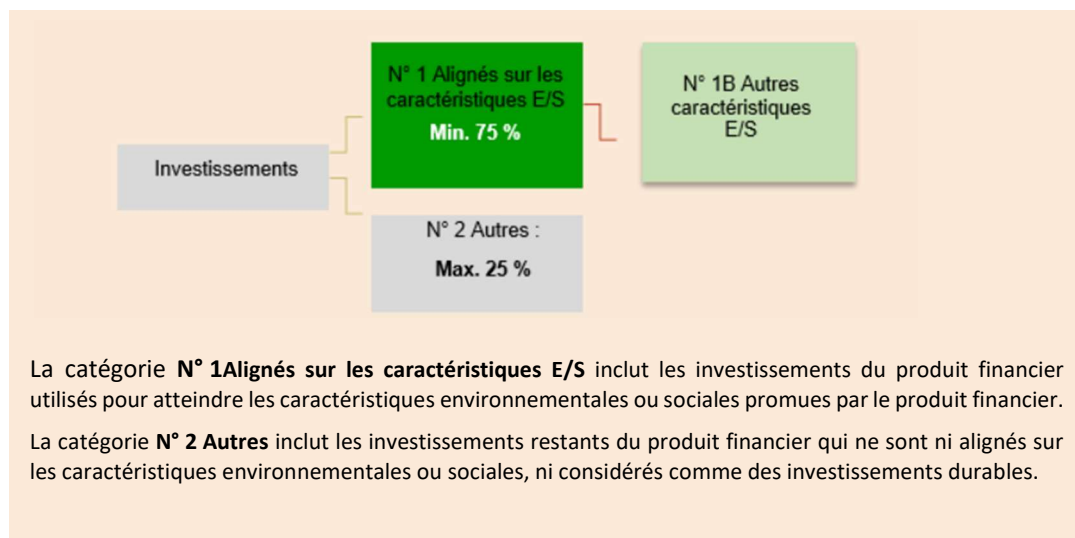 N° 1 Alignés sur les
caractéristiques E/S
Min. 75 %
N° 1B Autres
caractéristiques
E/S
Investissements
N° 2 Autres :
Max. 25 %
La catégorie N° 1Alignés sur les caractéristiques E/S inclut les investissements du produit financier
utilisés pour atteindre les caractéristiques environnementales ou sociales promues par le produit financier.
La catégorie N° 2 Autres inclut les investissements restants du produit financier qui ne sont ni alignés sur
les caractéristiques environnementales ou sociales, ni considérés comme des investissements durables.